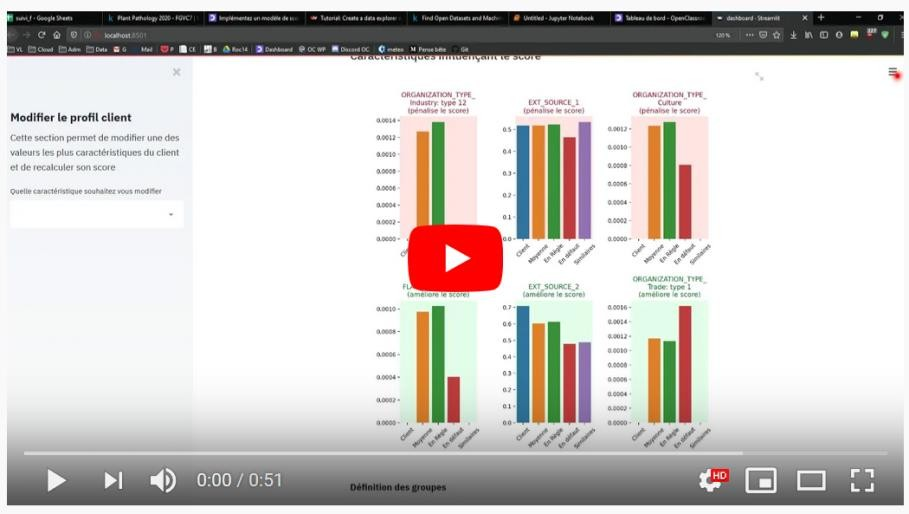 suivi_f - Google Sheets
Plant Pathology 2020 - FGVC7 |
Implémentez un modèle de sco
Tutorial: Create a data explorer
Find Open Datasets and Machin
Untitled - Jupyter Notebook
Tableau de bord - OpenClassro
dashboard · Streamlit
localhost:8501
120 %
VL Cloud Adm Data G Mail P CE B Roc14 Dashboard OC WP Discord OC meteo Pense bête Git
Caractéristiques influençant le score
Modifier le profil client
Cette section permet de modifier une des
valeurs les plus caractéristiques du client
et de recalculer son score
Quelle caractéristique souhaitez vous modifier
ORGANIZATION_TYPE_
Industry: type 12
(pénalise le score)
0.0014
0.0012
0.0010
0.0008
0.0006
0.0004
0.0002
0.0000
EXT_SOURCE_1
(pénalise le score)
0.5
0.4
0.3
0.2
0.1
0.0
Client
Moyenne
En Règle
En défaut
Similaires
ORGANIZATION_TYPE_
Culture
(pénalise le score)
0.0012
0.0010
0.0008
0.0006
0.0004
0.0002
0.0000
Client
Moyenne
En Règle
En défaut
Similaires
(améliore le score)
0.0010
0.0008
0.0006
0.0004
0.0002
0.0000
Client
Moyenne
En Règle
En défaut
Similaires
EXT_SOURCE_2
(améliore le score)
0.7
0.6
0.5
0.4
0.3
0.2
0.1
0.0
Client
Moyenne
En Règle
En défaut
Similaires
ORGANIZATION_TYPE_
Trade: type 1
(améliore le score)
0.0016
0.0014
0.0012
0.0010
0.0008
0.0006
0.0004
0.0002
0.0000
Client
Moyenne
En Règle
En défaut
Similaires
0:00 / 0:51
HD
Définition des groupes